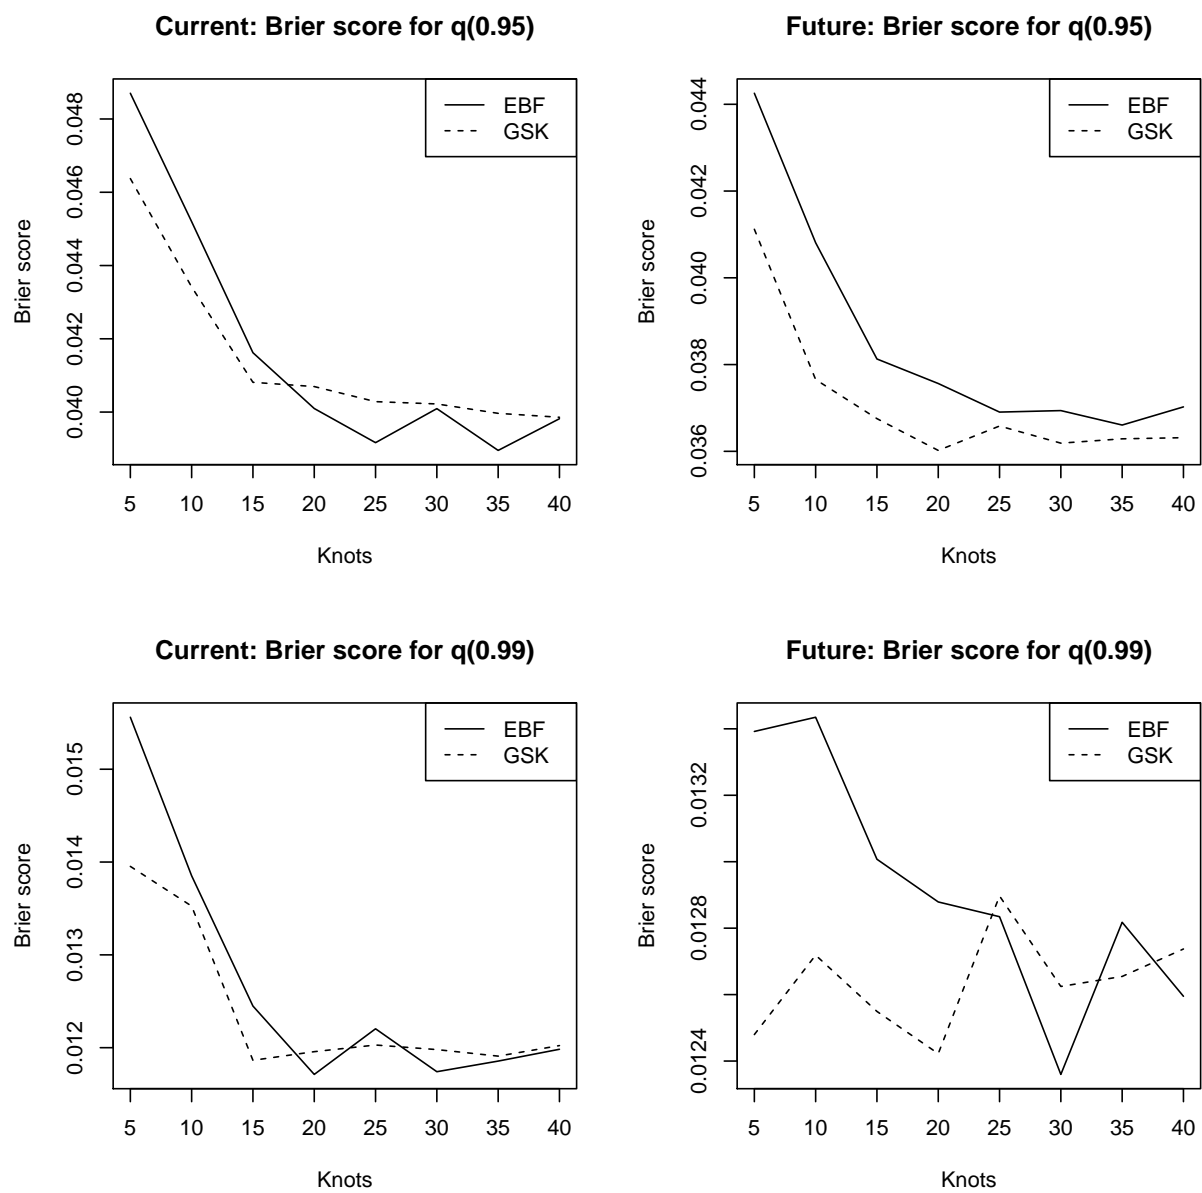 Current: Brier score for q(0.95)
EBF
GSK
Brier score
0.048
0.046
0.044
0.042
0.040
5 10 15 20 25 30 35 40
Knots
Future: Brier score for q(0.95)
EBF
GSK
Brier score
0.044
0.042
0.040
0.038
0.036
5 10 15 20 25 30 35 40
Knots
Current: Brier score for q(0.99)
EBF
GSK
Brier score
0.015
0.014
0.013
0.012
5 10 15 20 25 30 35 40
Knots
Future: Brier score for q(0.99)
EBF
GSK
Brier score
0.0132
0.0128
0.0124
5 10 15 20 25 30 35 40
Knots